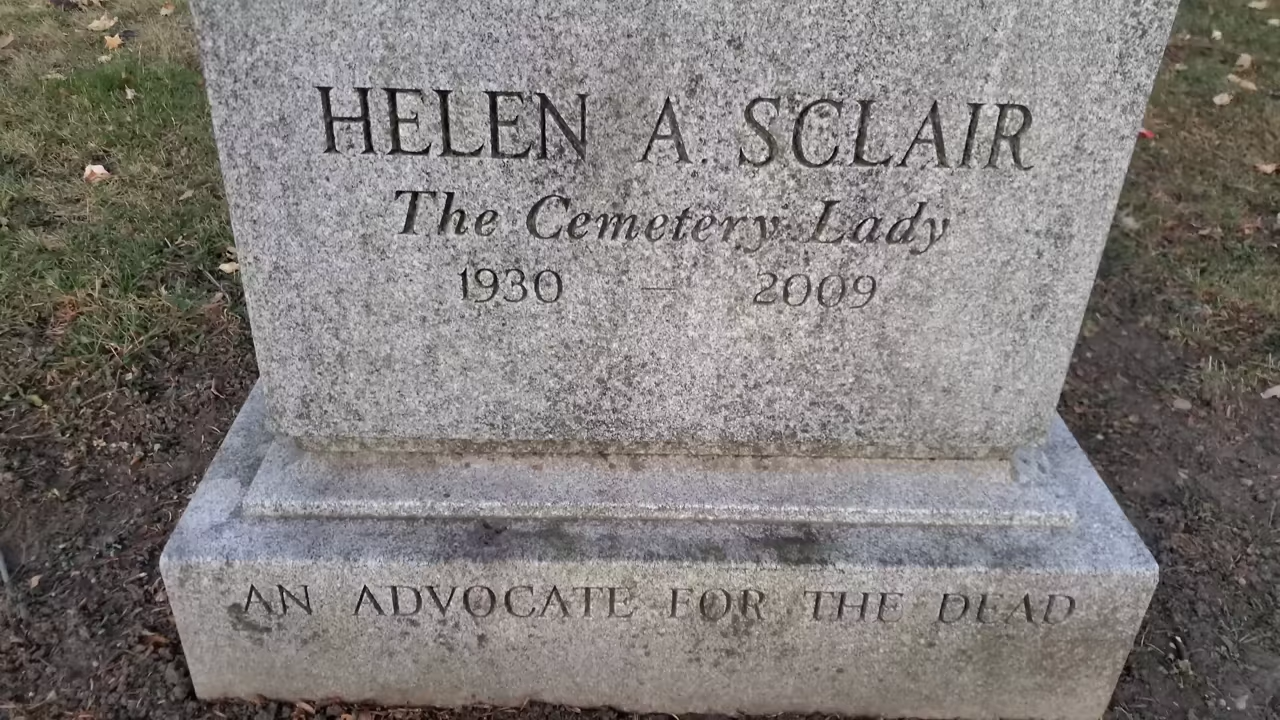 HELEN A. SCLAIR
The Cemetery Lady
1930 — 2009
AN ADVOCATE FOR THE DEAD